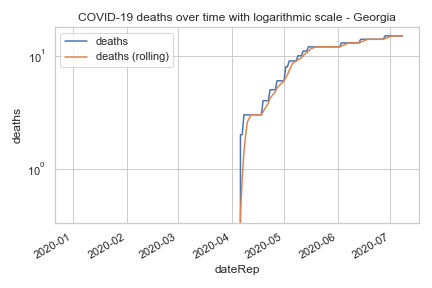 COVID-19 deaths over time with logarithmic scale - Georgia
deaths
deaths (rolling)
10¹
10⁰
deaths
2020-01
2020-02
2020-03
2020-04
2020-05
2020-06
2020-07
dateRep